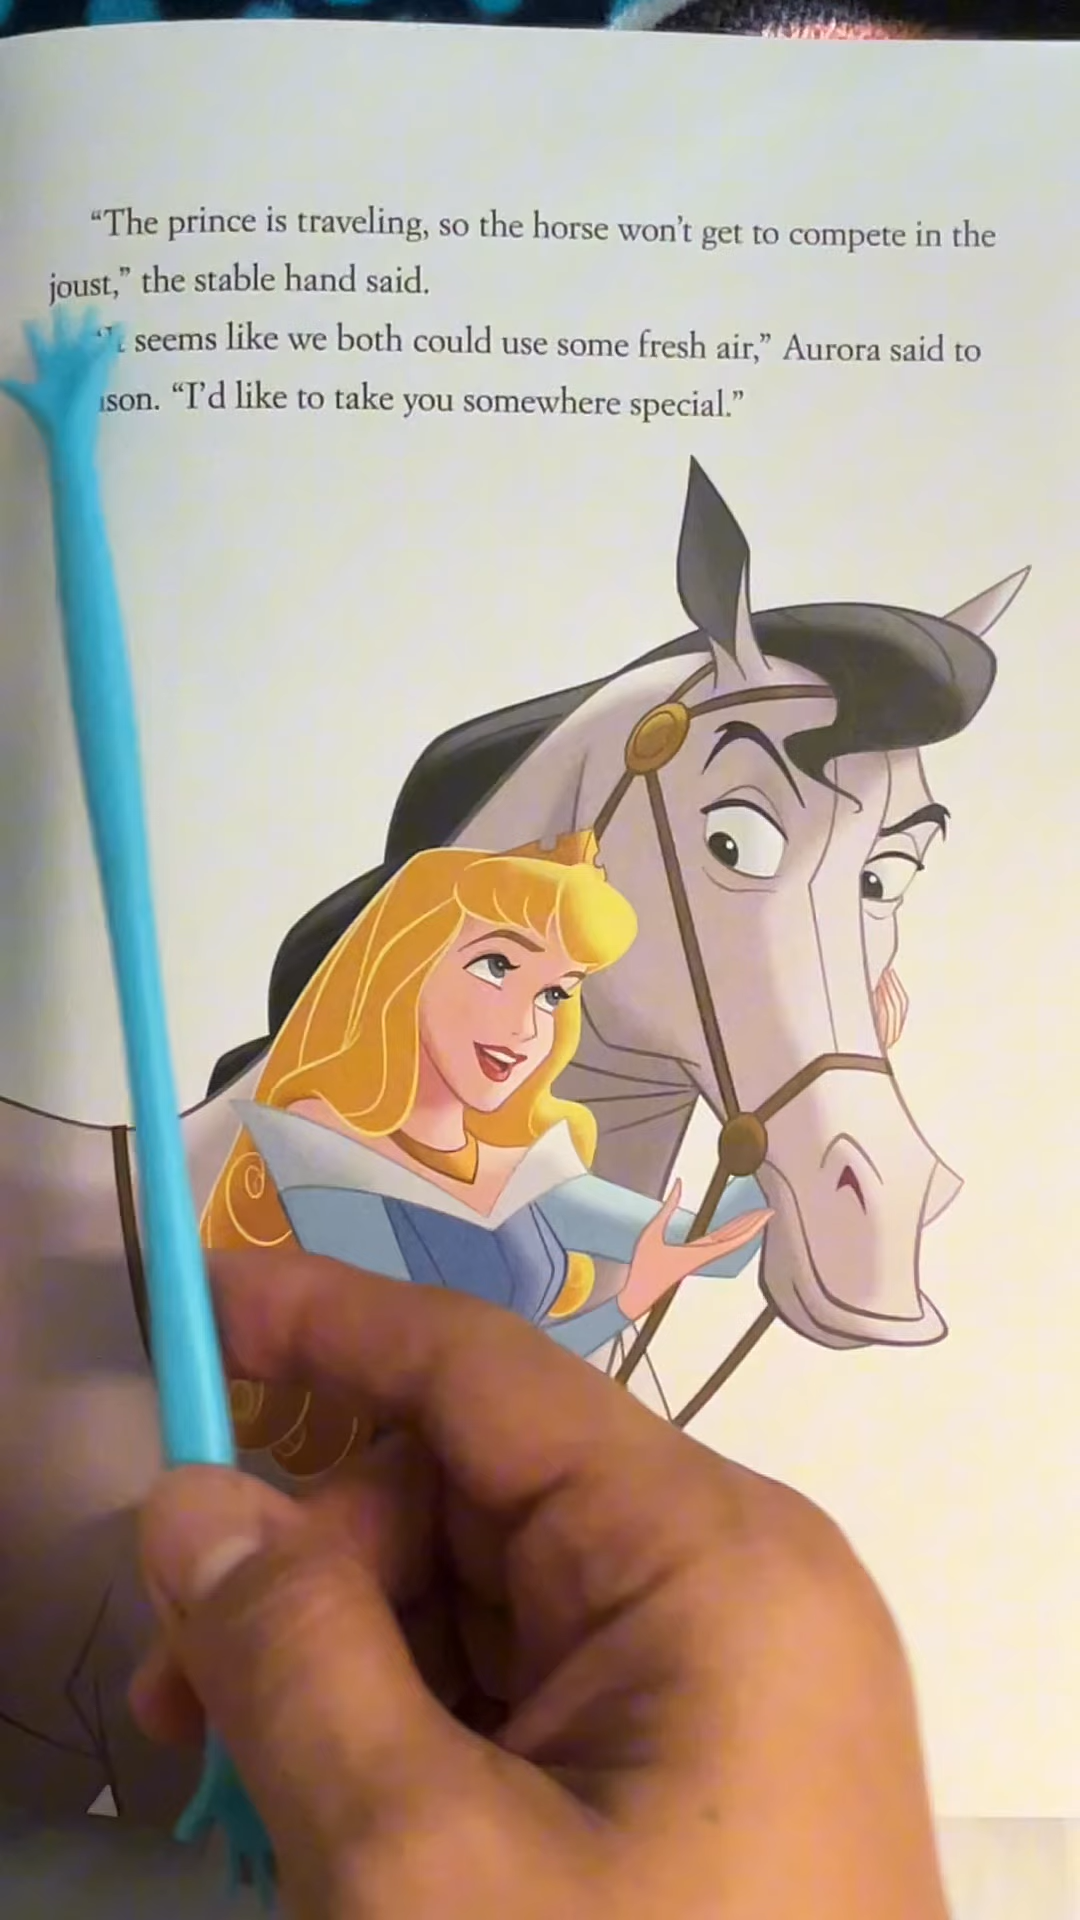 “The prince is traveling, so the horse won’t get to compete in the
joust,” the stable hand said.
seems like we both could use some fresh air,” Aurora said to
“I’d like to take you somewhere special.”